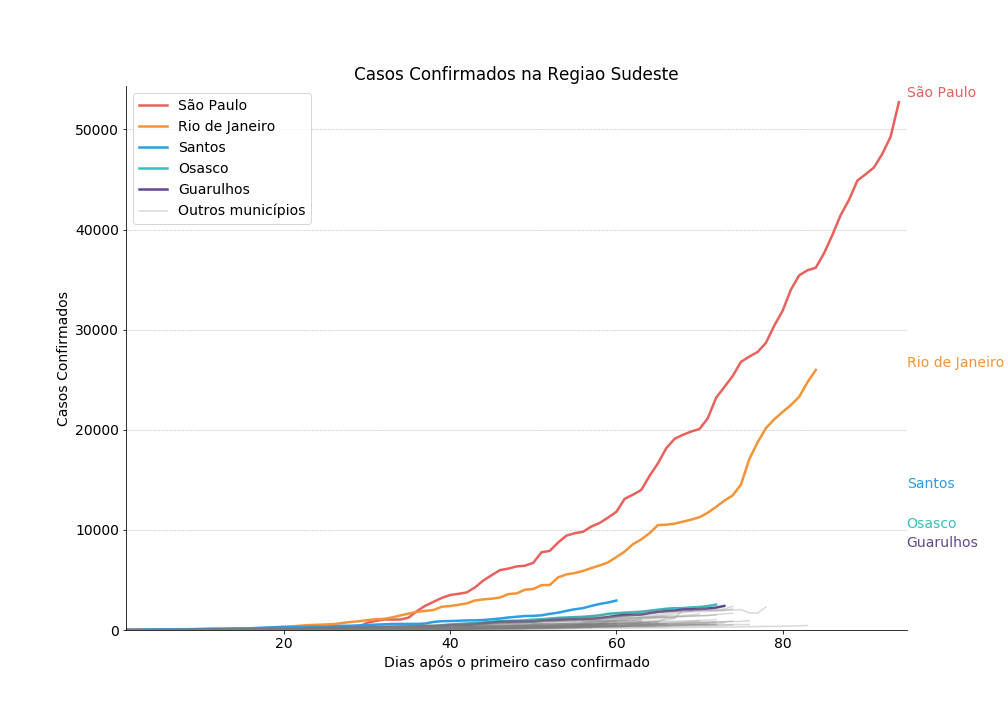 Casos Confirmados na Regiao Sudeste
São Paulo
Rio de Janeiro
Santos
Osasco
Guarulhos
Outros municípios
São Paulo
Rio de Janeiro
Santos
Osasco
Guarulhos
Casos Confirmados
50000
40000
30000
20000
10000
0
20
40
60
80
Dias após o primeiro caso confirmado